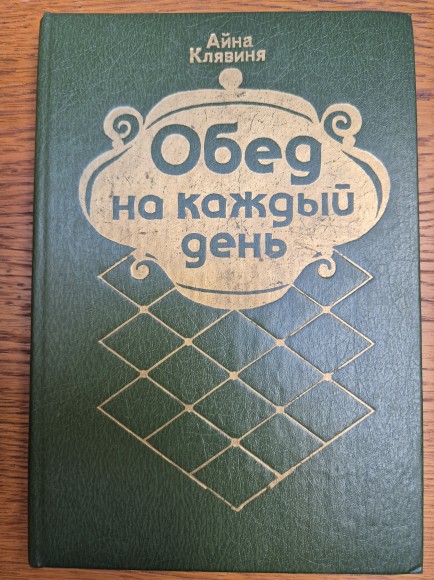 Айна
Клявиня
Обед
на каждый
день